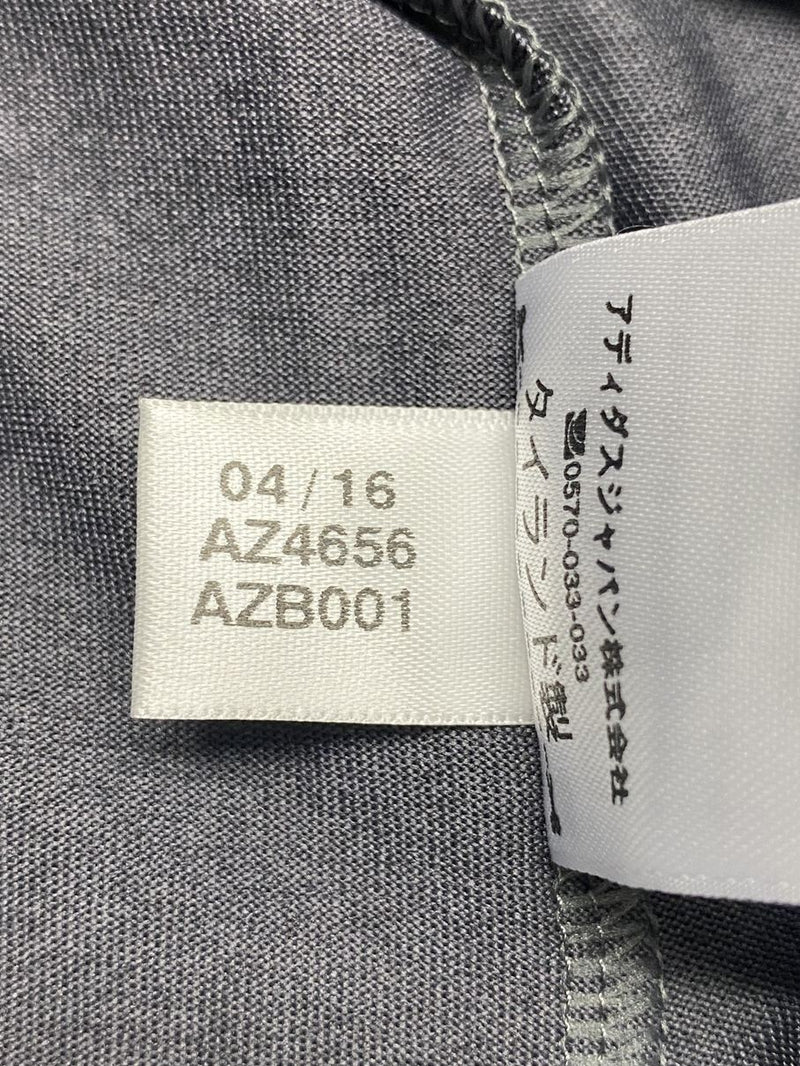 04/16
AZ4656
AZB001
アディダスジャパン株式会社
0570-033-033
タイランド製